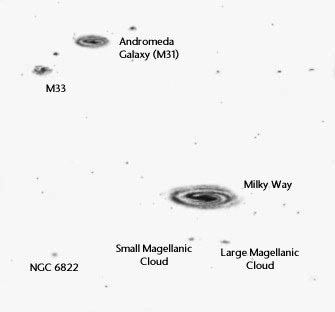 Andromeda
Galaxy (M31)
M33
Milky Way
Small Magellanic
Cloud
Large Magellanic
Cloud
NGC 6822